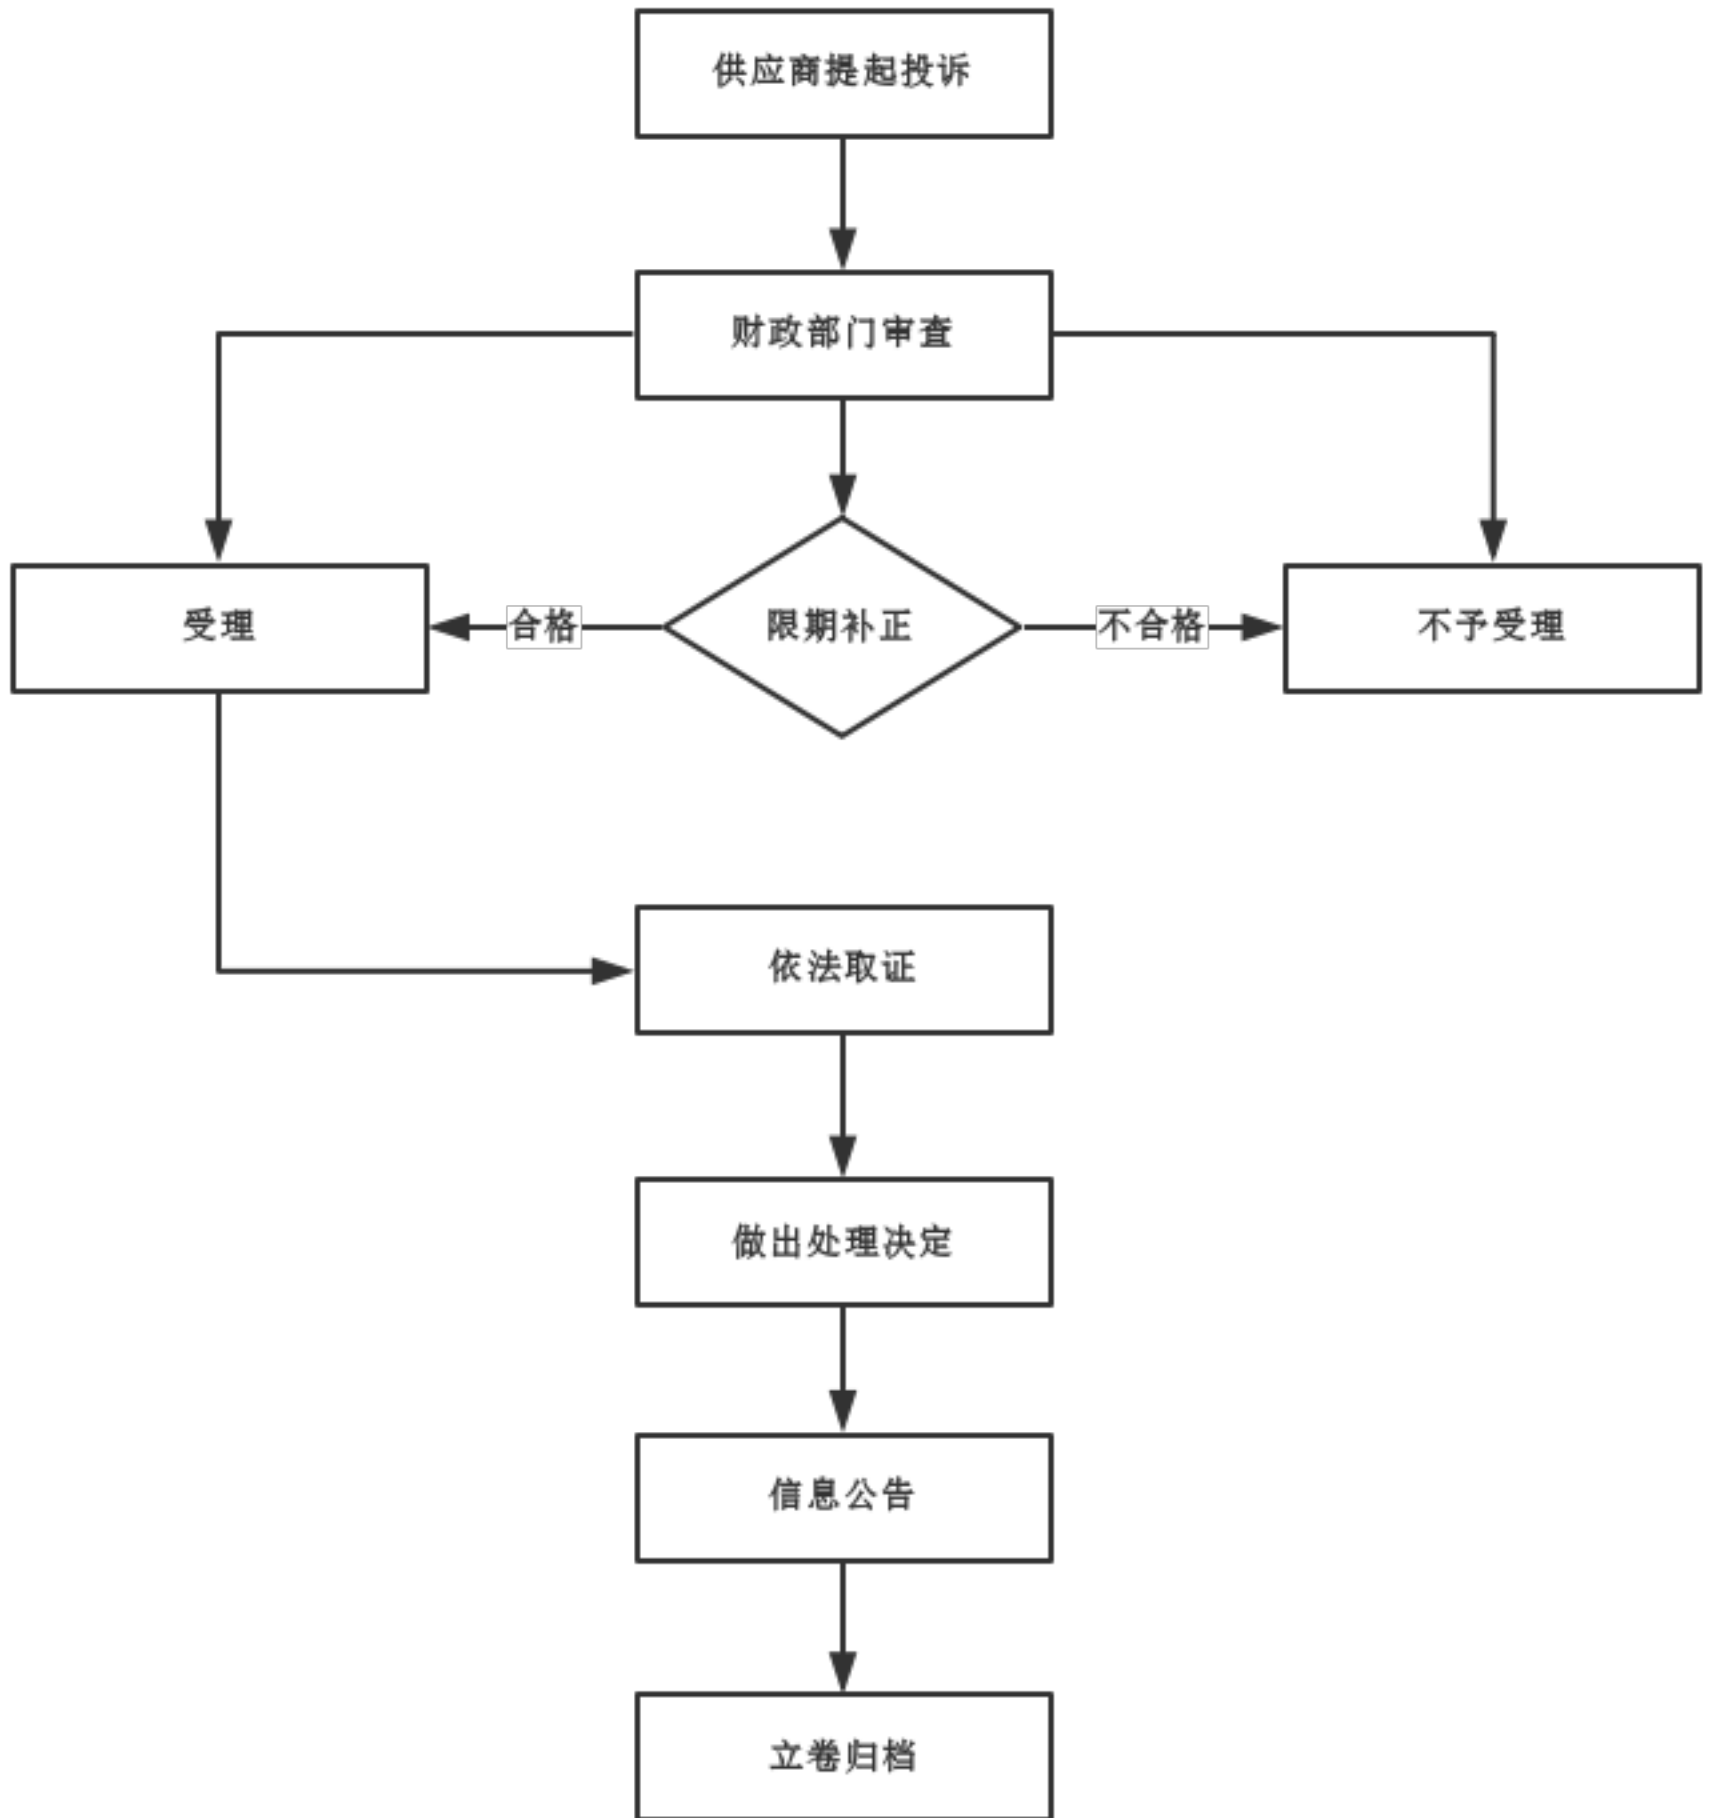 供应商提起投诉
财政部门审查
受理
合格
限期补正
不合格
不予受理
依法取证
做出处理决定
信息公告
立卷归档